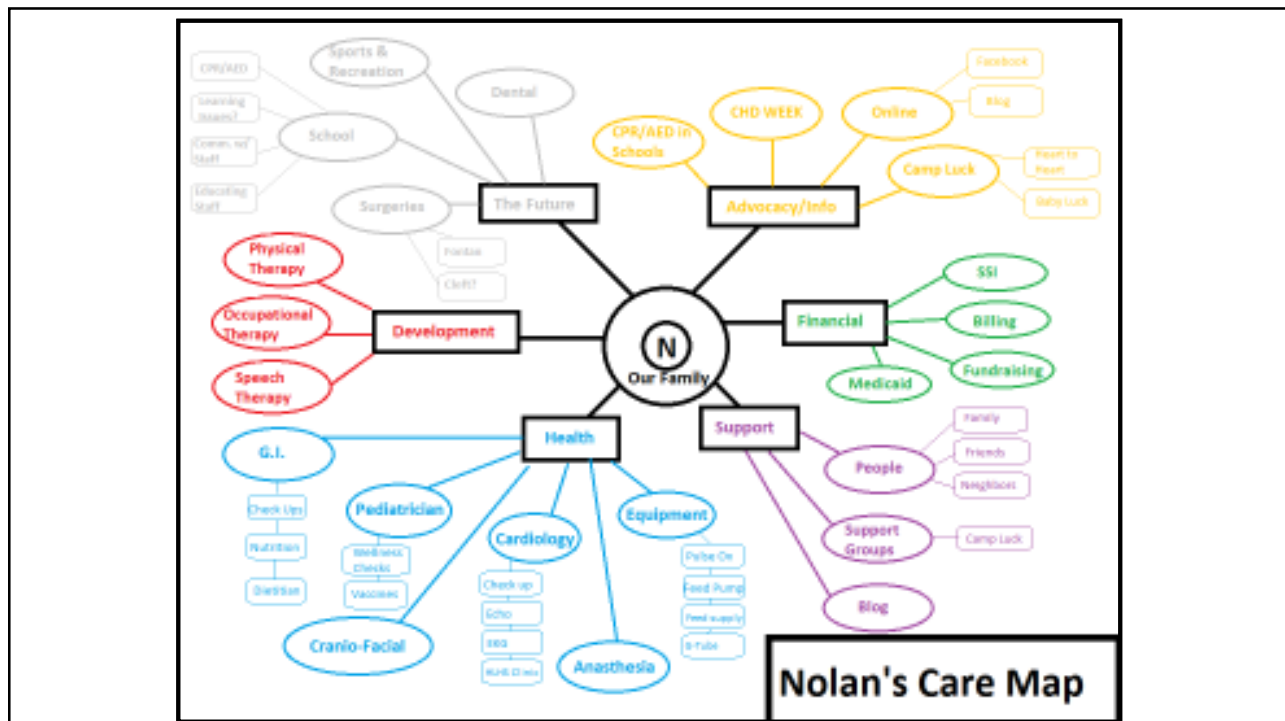 Sports &
Recreation
CPR/AED
Dental
Learning
Issues?
School
Comm. w/
Staff
Educating
Staff
Surgeries
The Future
Fontan
Cleft?
Facebook
Blog
Online
CHD WEEK
CPR/AED in
Schools
Camp Luck
Heart to
Heart
Baby Luck
Advocacy/Info
Physical
Therapy
Occupational
Therapy
Speech
Therapy
Development
N
Our Family
Financial
SSI
Billing
Fundraising
Medicaid
Health
G.I.
Check Ups
Nutrition
Dietitian
Pediatrician
Wellness
Checks
Vaccines
Cranio-Facial
Cardiology
Check up
Echo
EKG
HLHS Clinic
Anasthesia
Equipment
Pulse Ox
Feed Pump
Feed supply
G-Tube
Support
People
Family
Friends
Neighbors
Support
Groups
Camp Luck
Blog
Nolan's Care Map